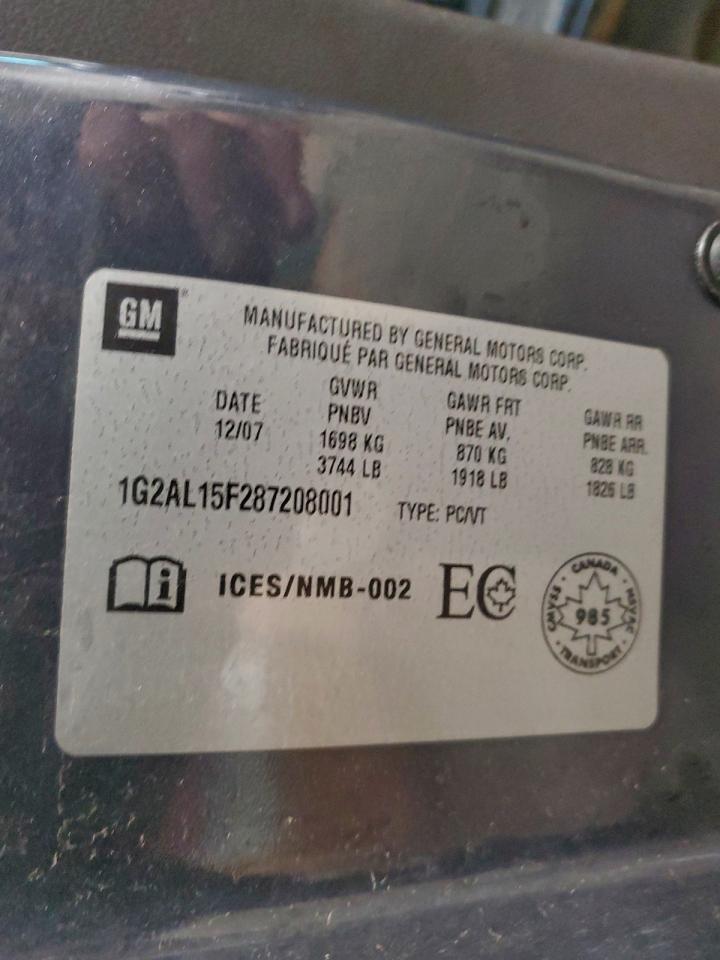 GM
MANUFACTURED BY GENERAL MOTORS CORP.
FABRIQUÉ PAR GENERAL MOTORS CORP.
DATE GVWR GAWR FRT GAWR RR
12/07 PNBV PNBE AV. PNBE ARR.
1698 KG 870 KG 828 KG
3744 LB 1918 LB 1826 LB
1G2AL15F287208001 TYPE: PC/VT
i ICES/NMB-002 EC
CANADA
CMVSS 985 NSVAC
TRANSPORT